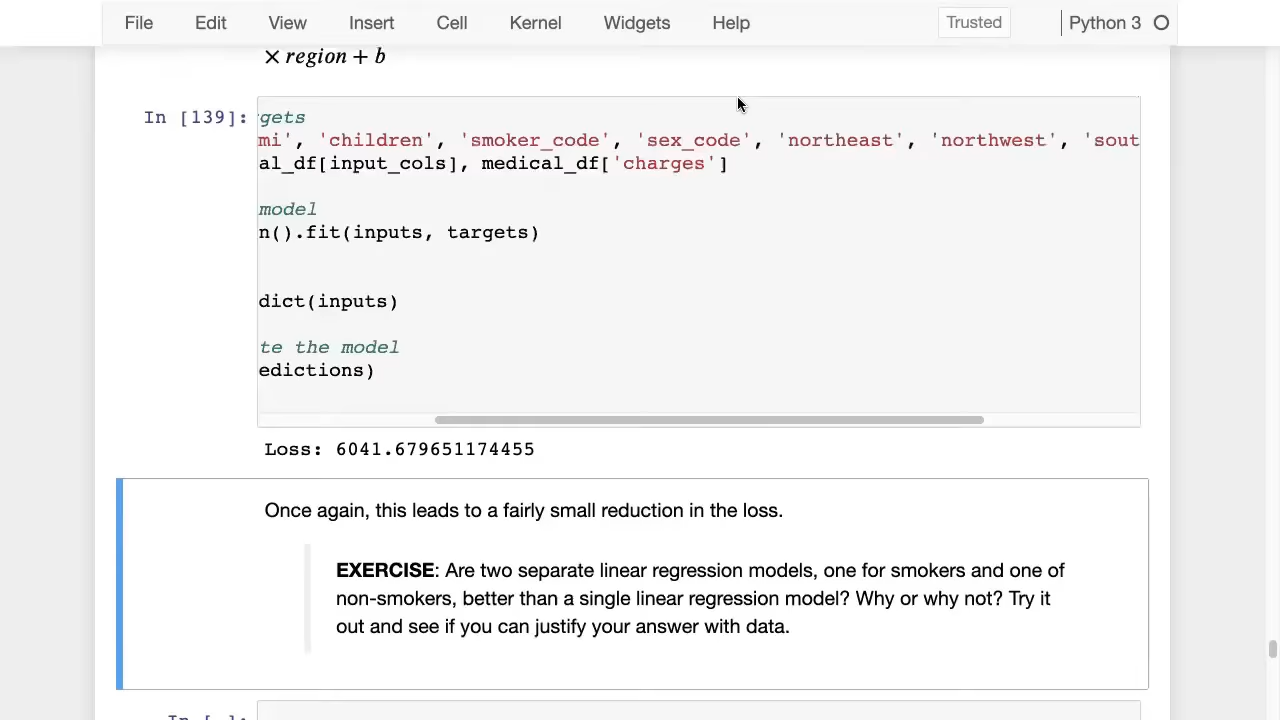 File Edit View Insert Cell Kernel Widgets Help Trusted Python 3
× region + b
In [139]: gets
mi', 'children', 'smoker_code', 'sex_code', 'northeast', 'northwest', 'sout
al_df[input_cols], medical_df['charges']
model
n().fit(inputs, targets)
dict(inputs)
te the model
edictions)
Loss: 6041.679651174455
Once again, this leads to a fairly small reduction in the loss.
EXERCISE: Are two separate linear regression models, one for smokers and one of
non-smokers, better than a single linear regression model? Why or why not? Try it
out and see if you can justify your answer with data.
In [ ]: